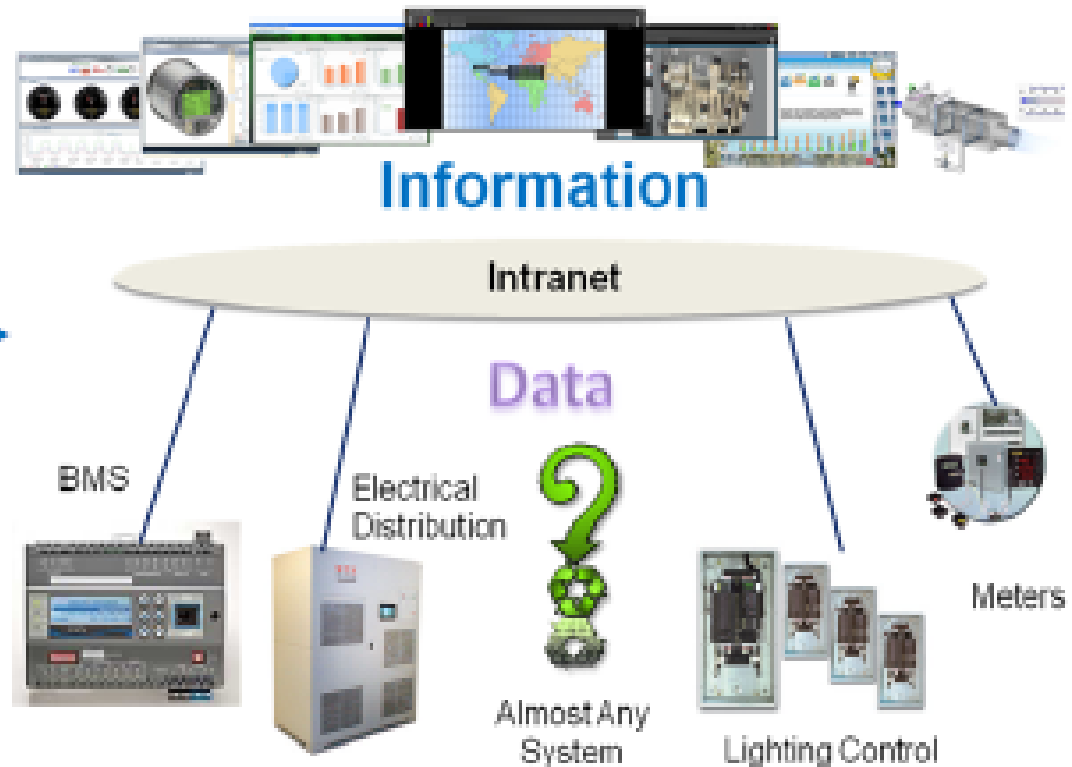 Information
Intranet
Data
BMS
Electrical
Distribution
Meters
Almost Any
System
Lighting Control